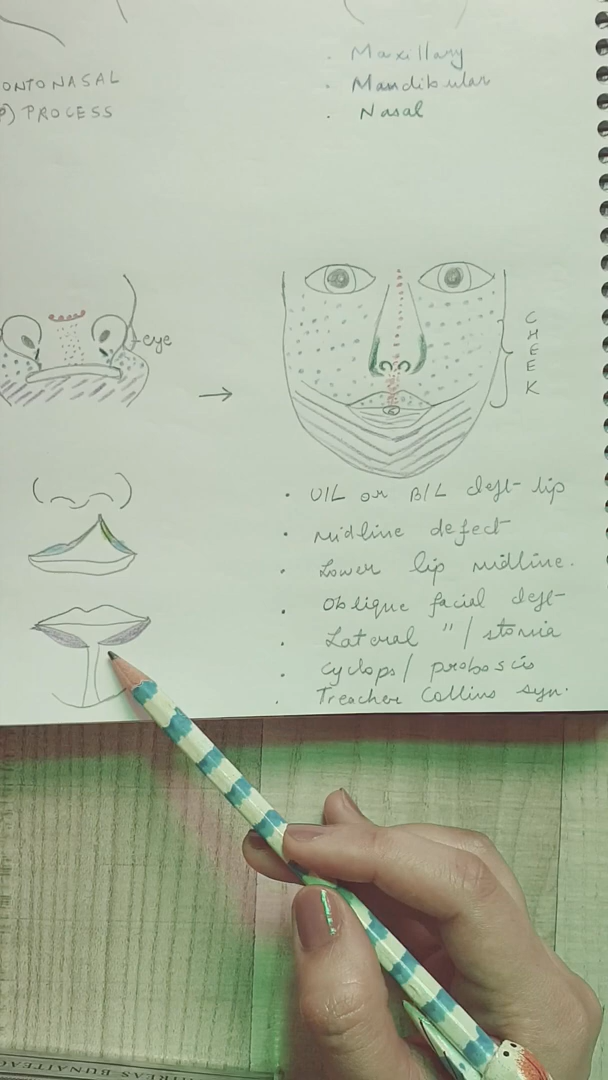 ONTONASAL
P) PROCESS
. Maxillary
. Mandibular
. Nasal
eye
CHEEK
. U/L or B/L cleft lip
. midline defect
. Lower lip midline.
. Oblique facial cleft
. Lateral " / stomia
. cyclops / proboscis
. Treacher Collins syn.